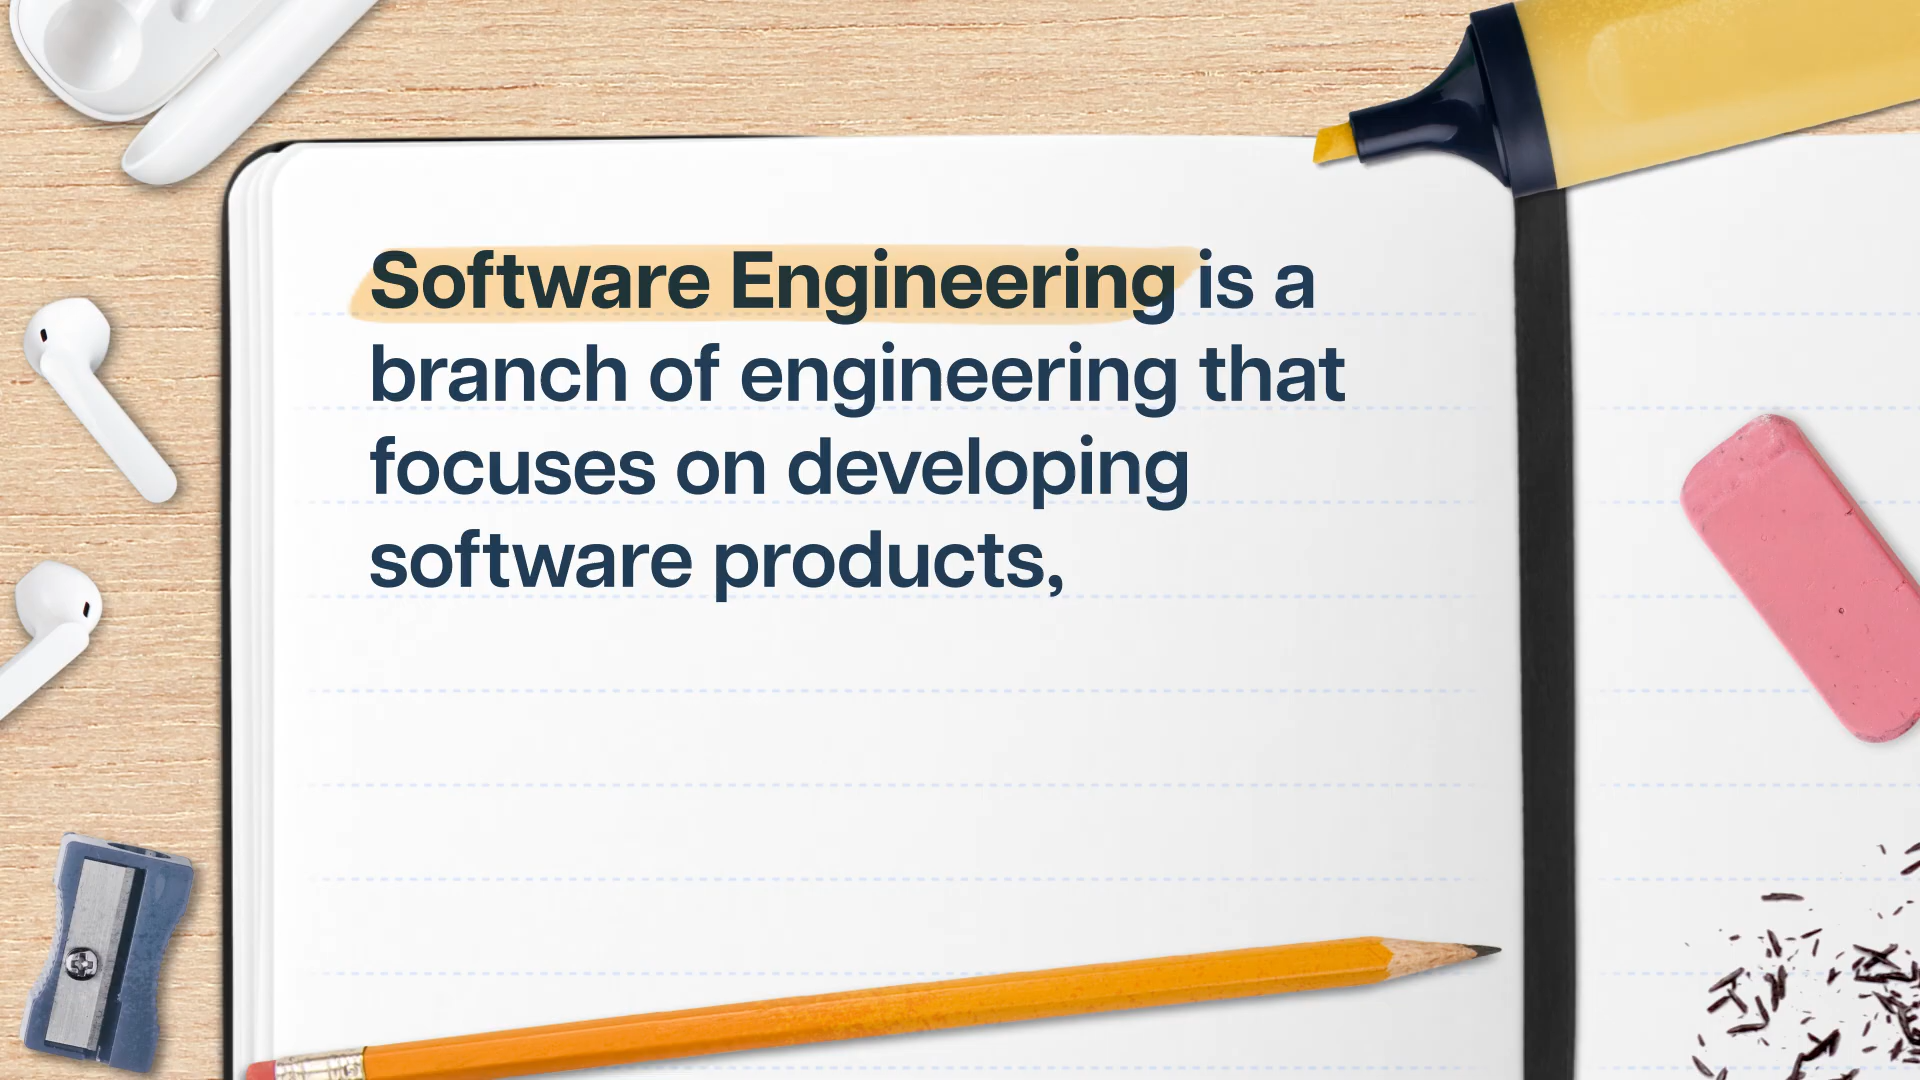 Software Engineering is a
branch of engineering that
focuses on developing
software products,